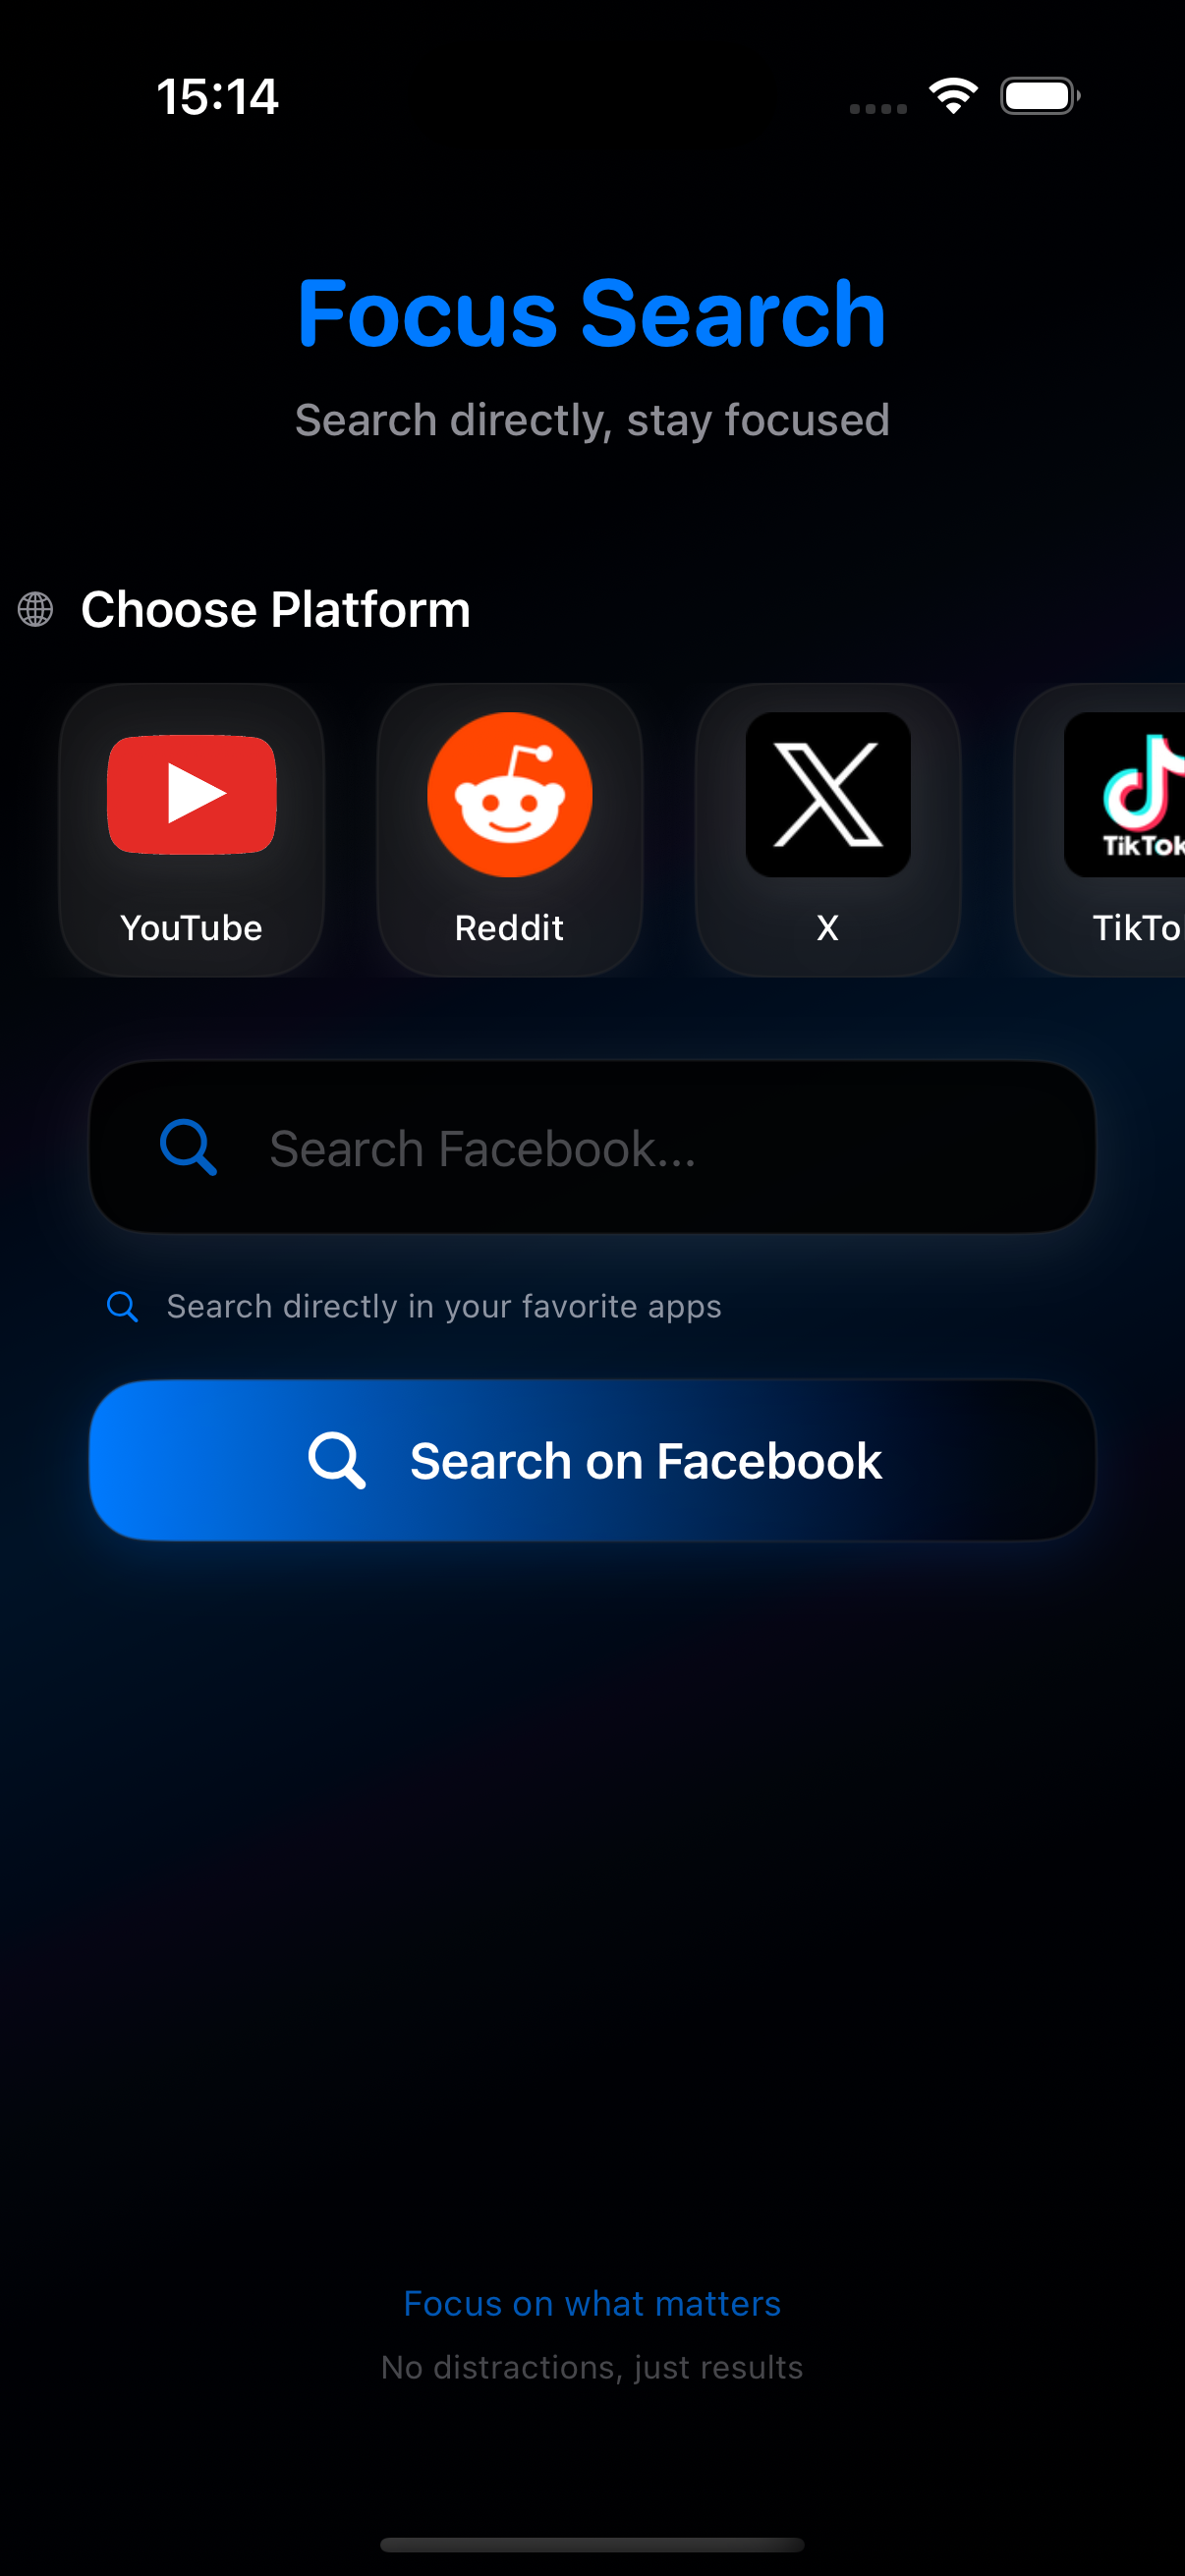 15:14
Focus Search
Search directly, stay focused
Choose Platform
TikTok
YouTube
Reddit
X
TikTo
Search Facebook...
Search directly in your favorite apps
Search on Facebook
Focus on what matters
No distractions, just results